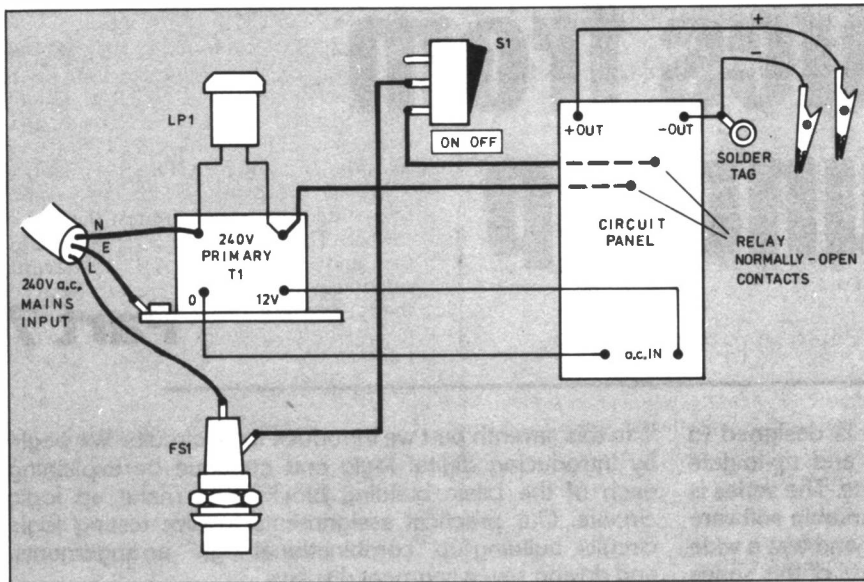 S1
+
−
LP1
ON OFF
+OUT
-OUT
SOLDER
TAG
N
E
L
240V
PRIMARY
T1
CIRCUIT
PANEL
RELAY
NORMALLY-OPEN
CONTACTS
240V a.c.
MAINS
INPUT
0
12V
a.c. IN
FS1